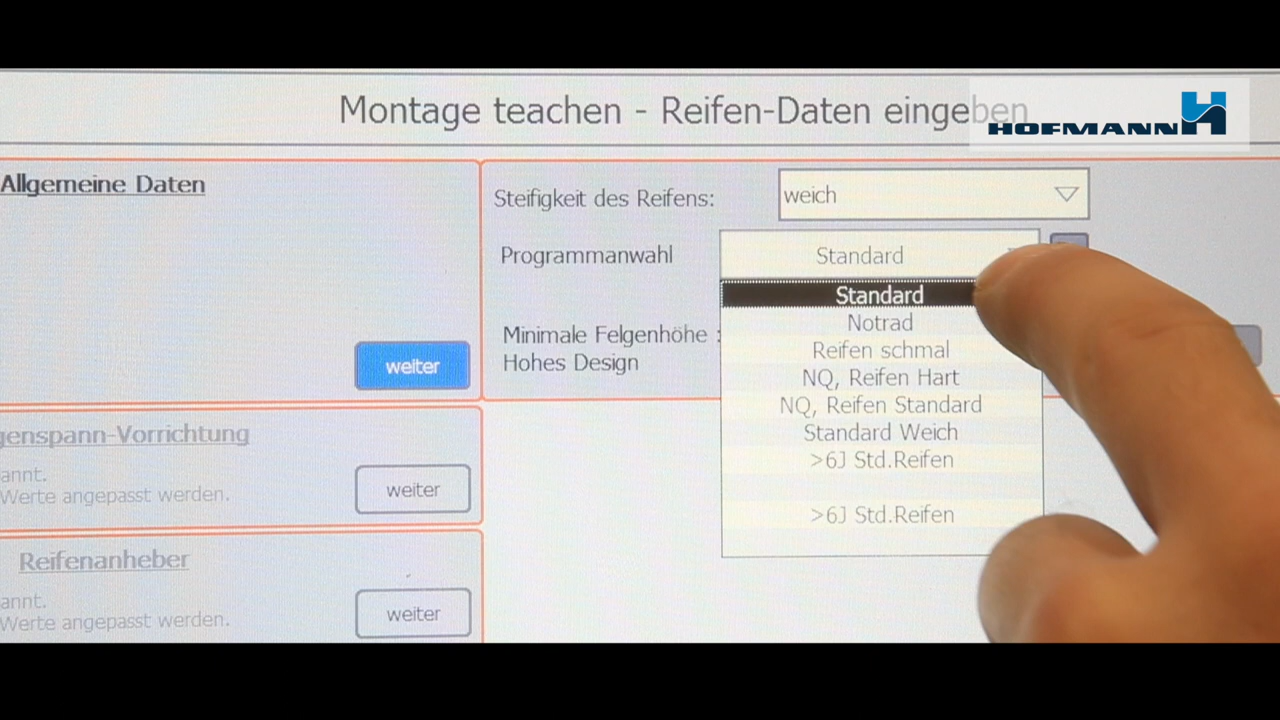 Montage teachen - Reifen-Daten eingeben
HOFMANN
Allgemeine Daten
weiter
Steifigkeit des Reifens:
weich
Programmanwahl
Standard
Minimale Felgenhöhe :
Hohes Design
Standard
Notrad
Reifen schmal
NQ, Reifen Hart
NQ, Reifen Standard
Standard Weich
>6J Std.Reifen
>6J Std.Reifen
genspann-Vorrichtung
annt.
Werte angepasst werden.
weiter
Reifenanheber
annt.
Werte angepasst werden.
weiter